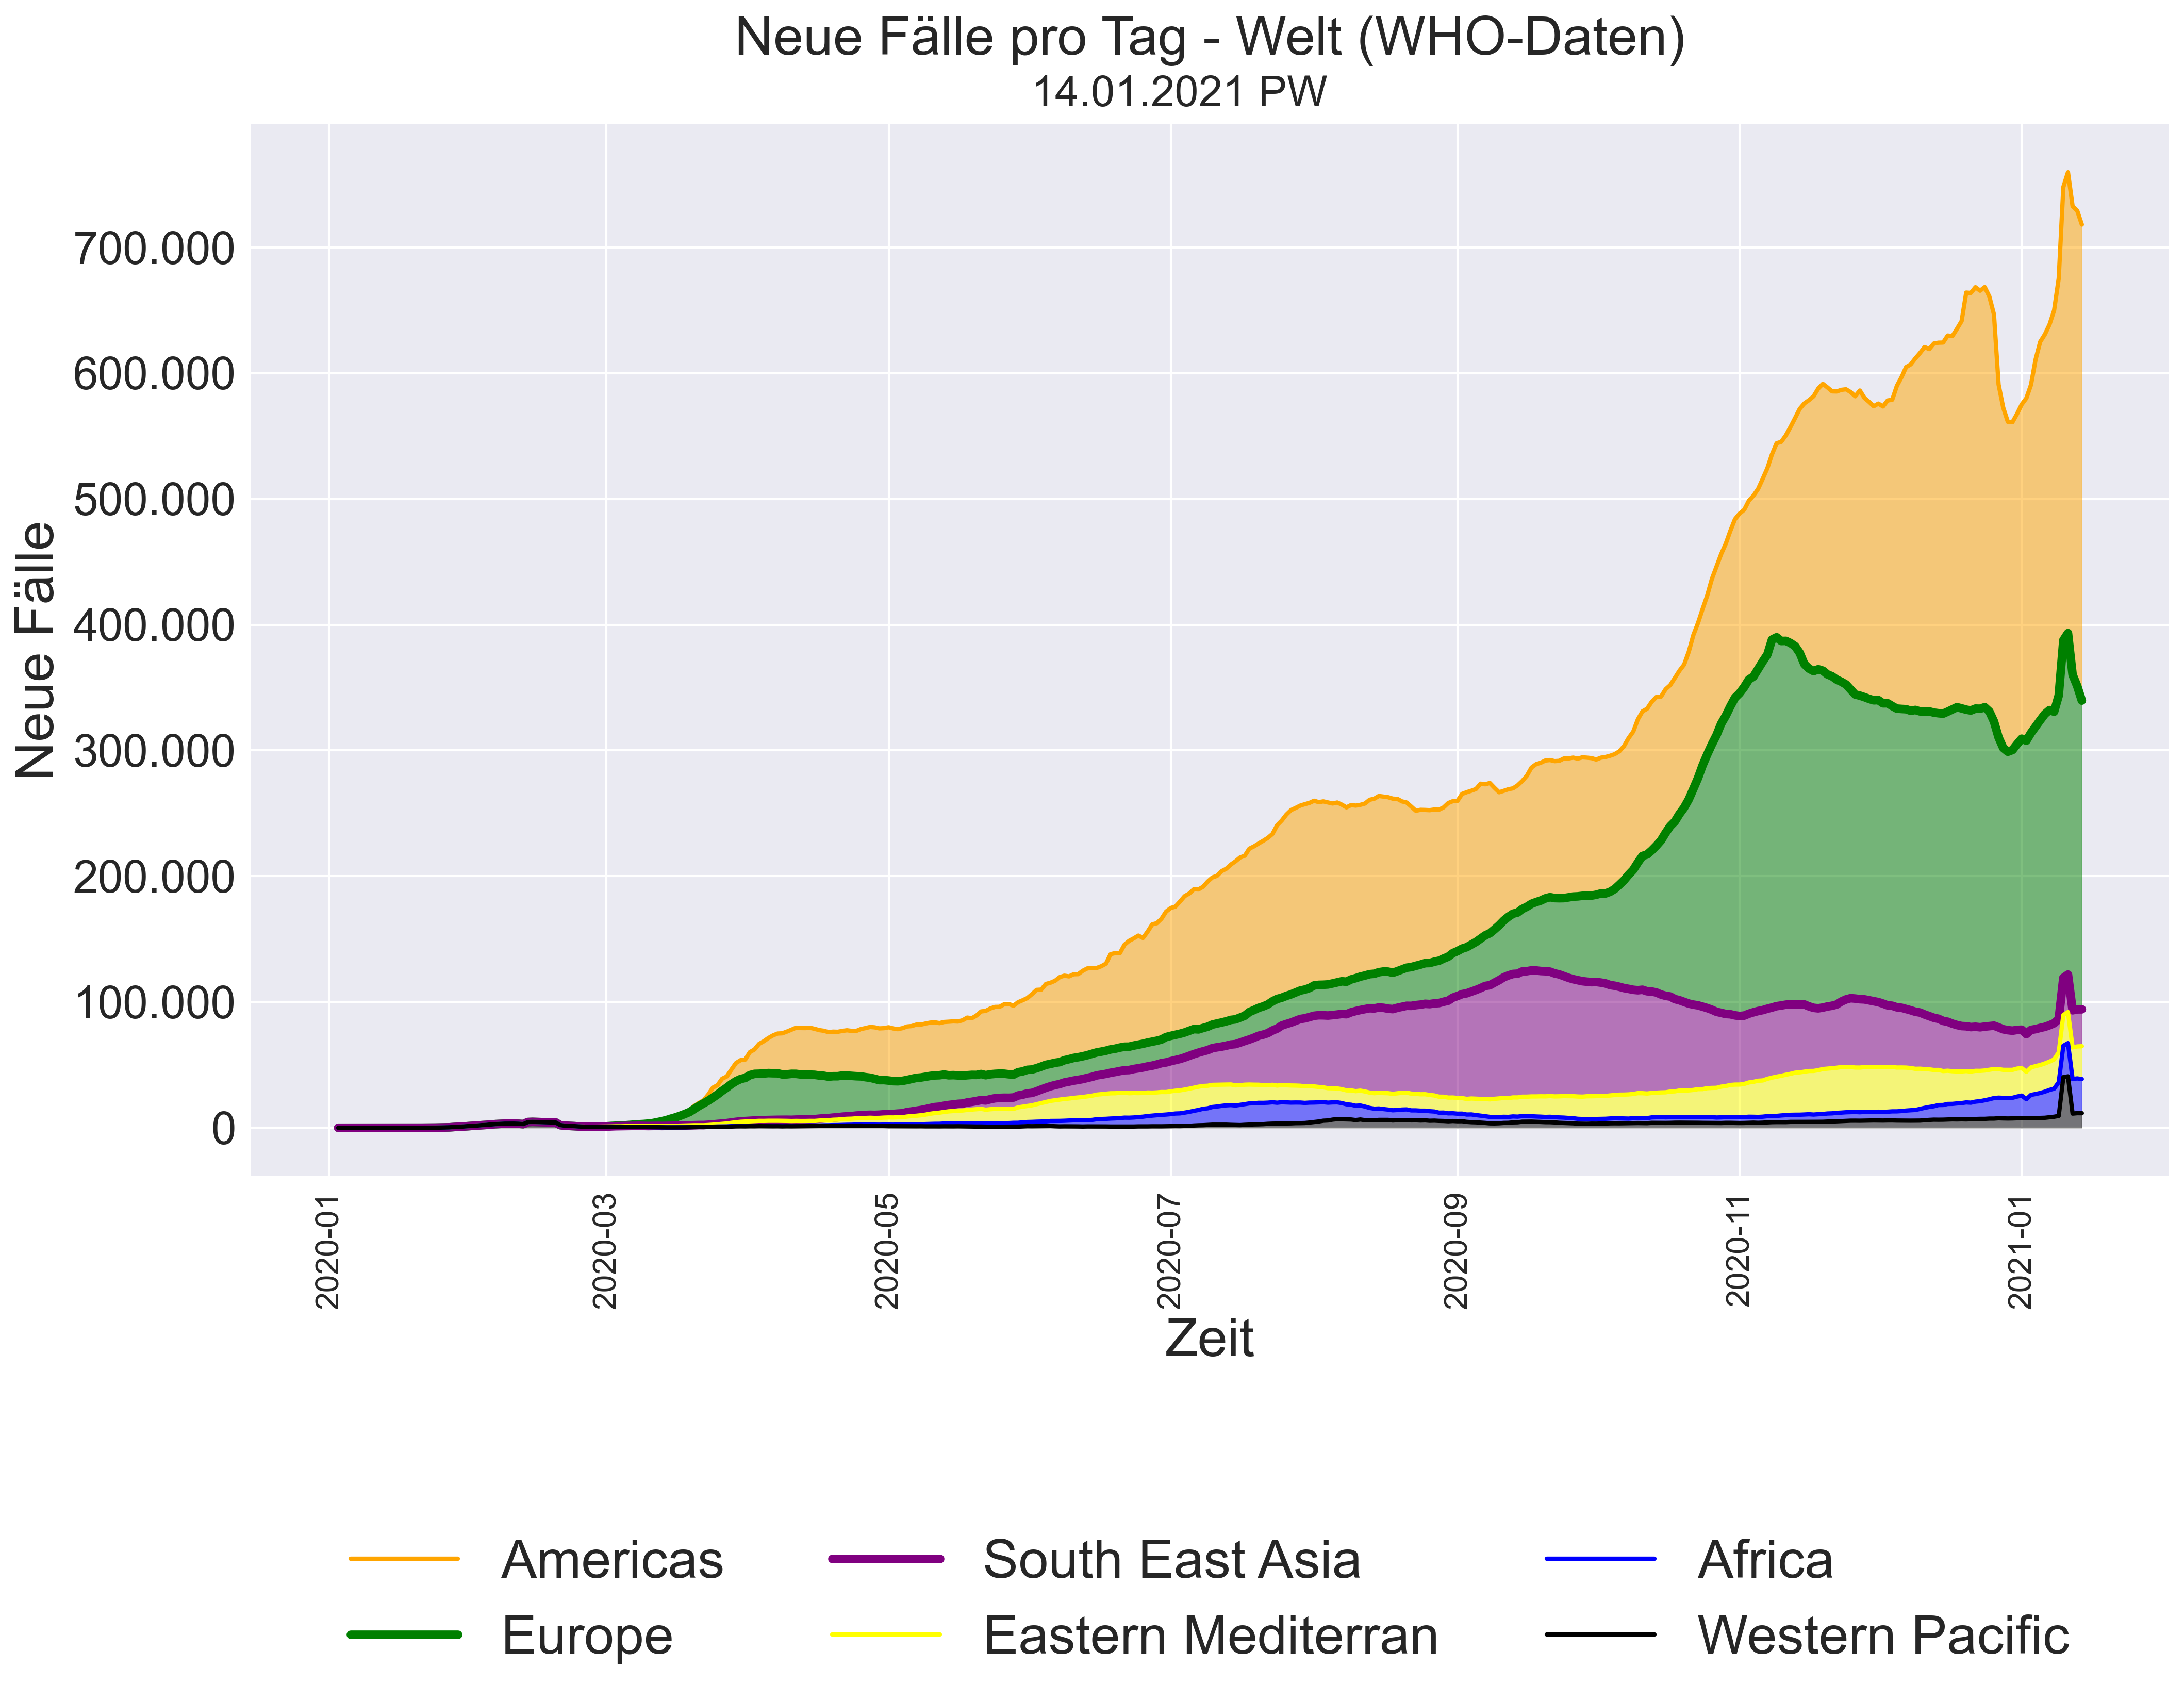 Neue Fälle pro Tag - Welt (WHO-Daten)
14.01.2021 PW
Neue Fälle
700.000
600.000
500.000
400.000
300.000
200.000
100.000
0
2020-01
2020-03
2020-05
2020-07
2020-09
2020-11
2021-01
Zeit
Americas
Europe
South East Asia
Eastern Mediterran
Africa
Western Pacific